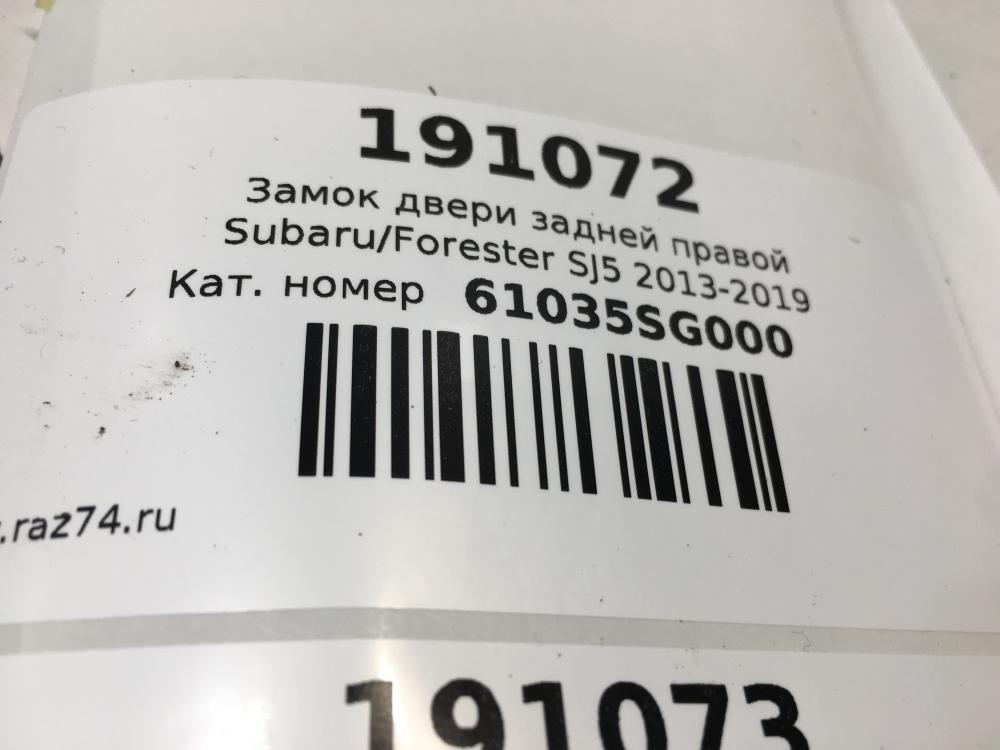 191072
Замок двери задней правой
Subaru/Forester SJ5 2013-2019
Кат. номер 61035SG000
.raz74.ru
191073